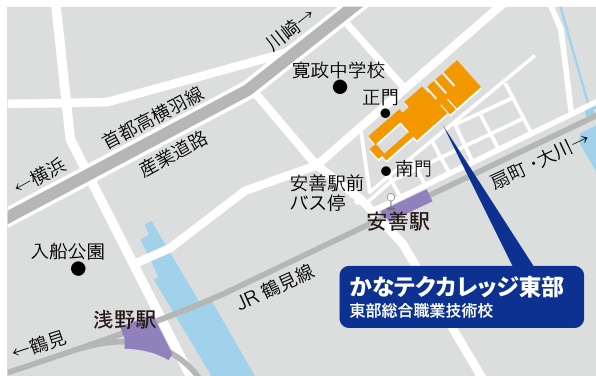 川崎→
寛政中学校
正門
首都高横羽線
産業道路
←横浜
南門
安善駅前
バス停
扇町・大川→
安善駅
入船公園
JR鶴見線
かなテクカレッジ東部
東部総合職業技術校
浅野駅
←鶴見